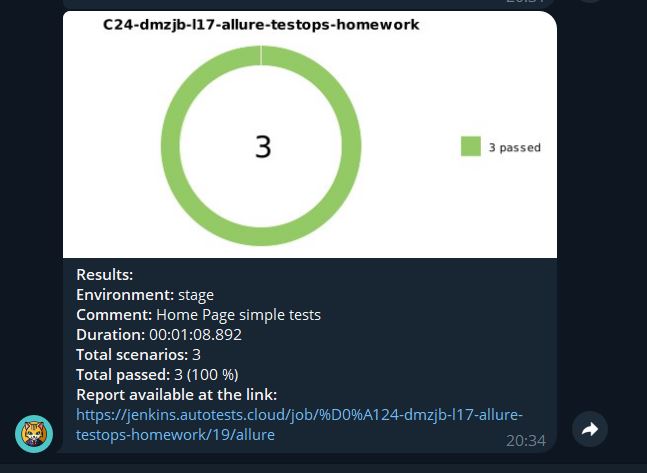 C24-dmzjb-l17-allure-testops-homework
3
3 passed
Results:
Environment: stage
Comment: Home Page simple tests
Duration: 00:01:08.892
Total scenarios: 3
Total passed: 3 (100 %)
Report available at the link:
https://jenkins.autotests.cloud/job/%D0%A124-dmzjb-l17-allure-
testops-homework/19/allure
20:34